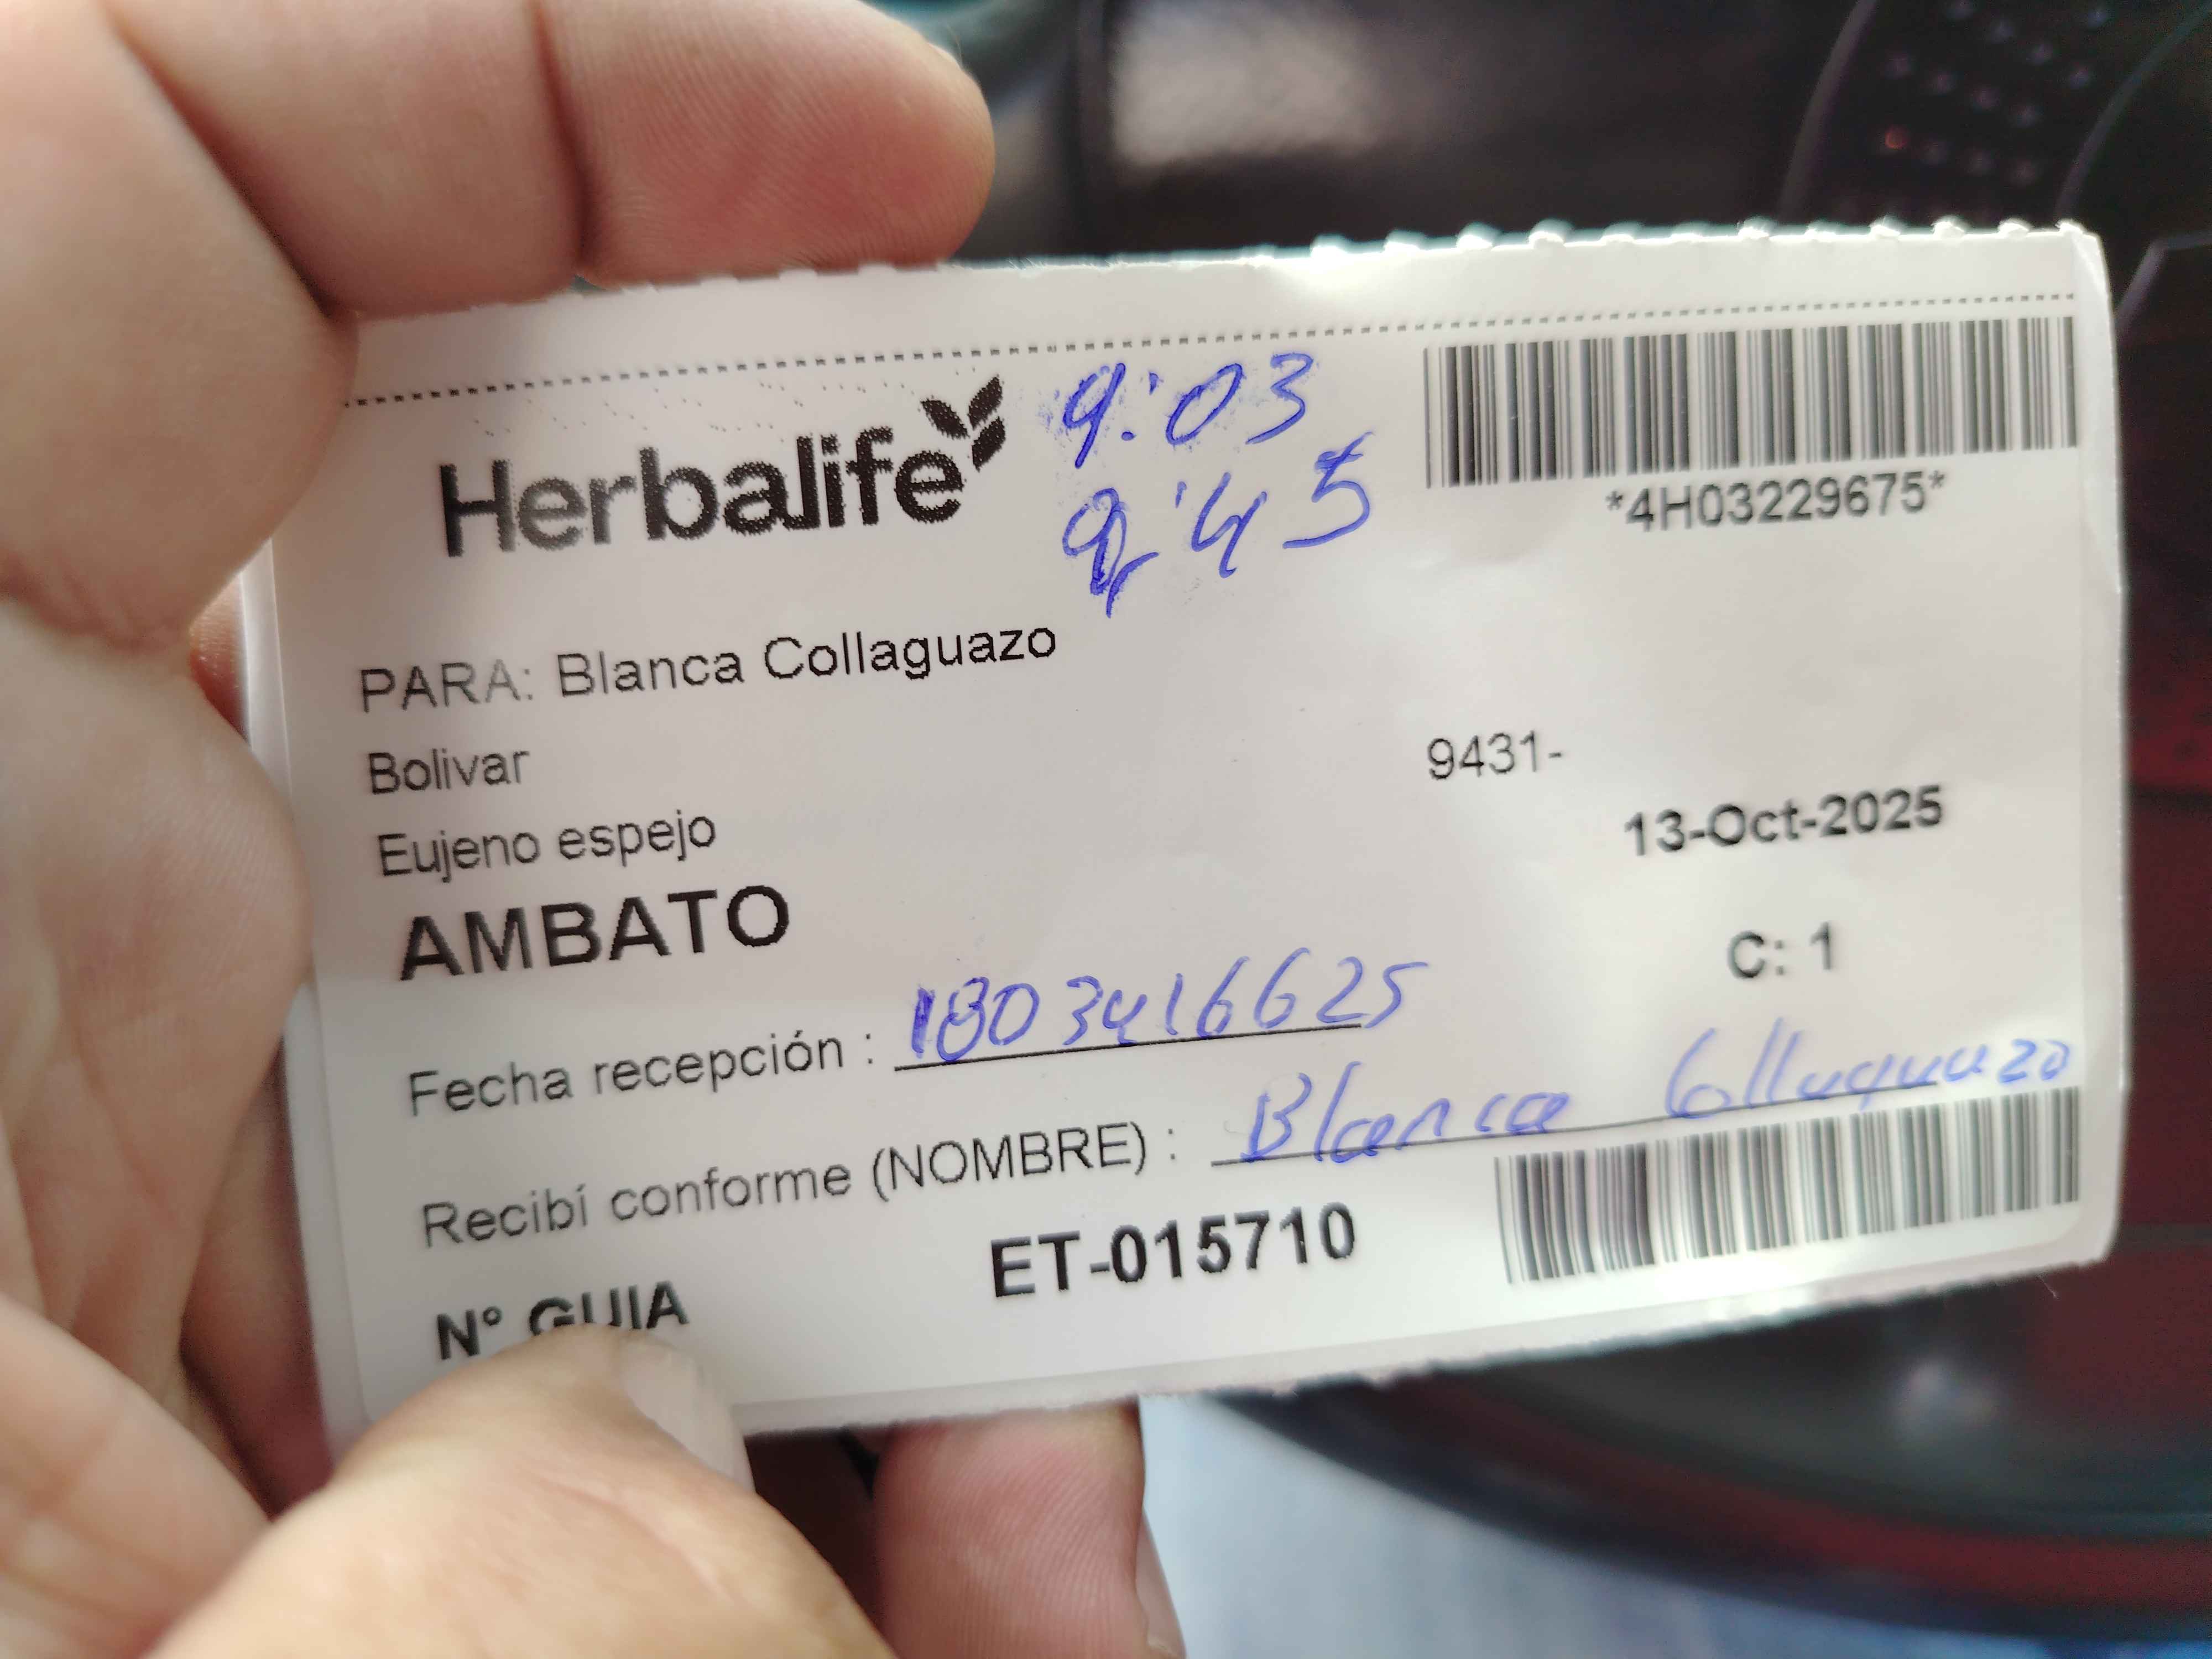 Herbalife
9:03
9:45
*4H03229675*
PARA: Blanca Collaguazo
Bolivar
9431-
Eujeno espejo
13-Oct-2025
AMBATO
C: 1
Fecha recepción : 1803416625
Recibí conforme (NOMBRE) : Blanca Collaguazo
N° GUIA ET-015710